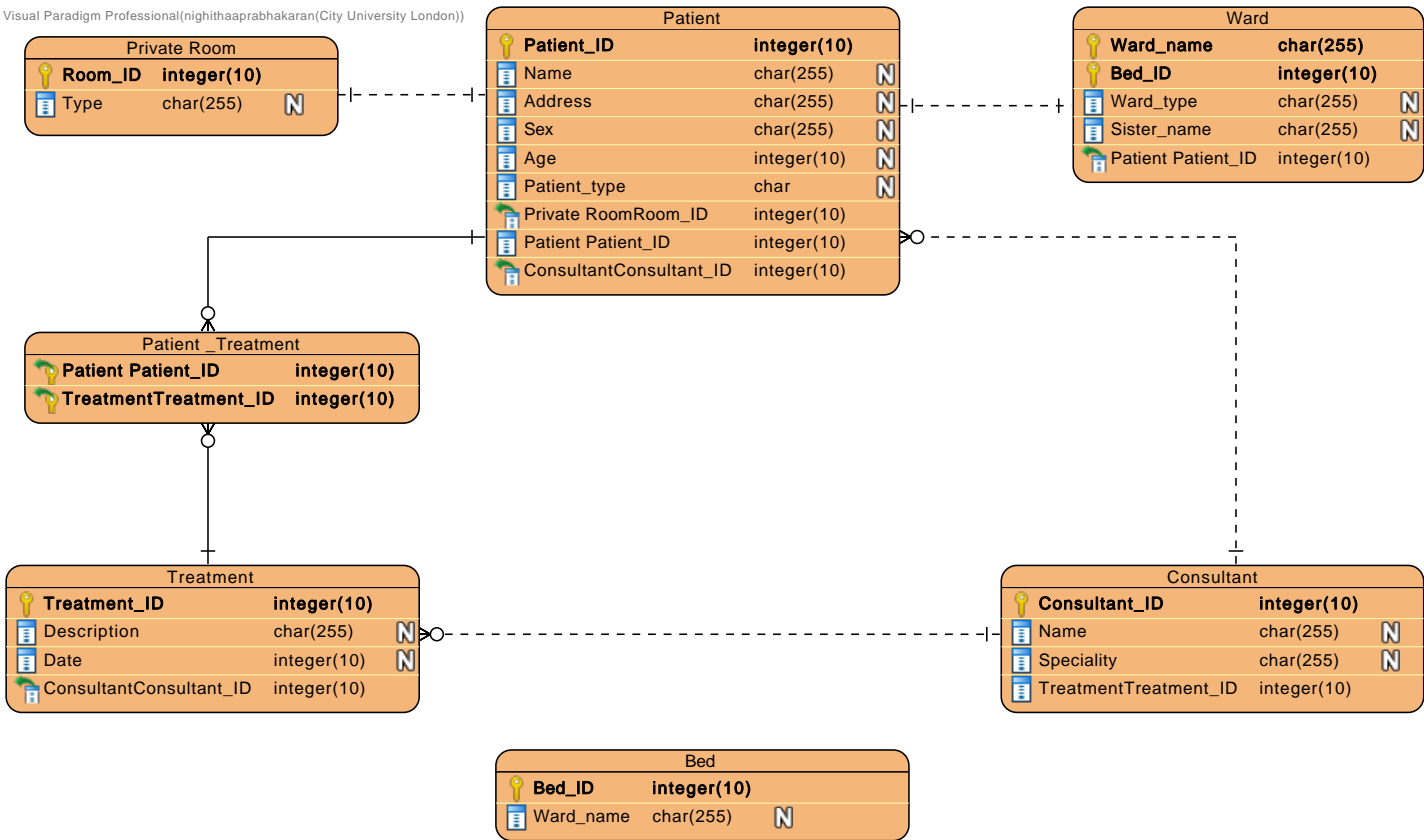 Visual Paradigm Professional(nighithaaprabhakaran(City University London))
Private Room
Room_ID integer(10)
Type char(255) N
Patient
Patient_ID integer(10)
Name char(255) N
Address char(255) N
Sex char(255) N
Age integer(10) N
Patient_type char N
Private RoomRoom_ID integer(10)
Patient Patient_ID integer(10)
ConsultantConsultant_ID integer(10)
Ward
Ward_name char(255)
Bed_ID integer(10)
Ward_type char(255) N
Sister_name char(255) N
Patient Patient_ID integer(10)
Patient _Treatment
Patient Patient_ID integer(10)
TreatmentTreatment_ID integer(10)
Treatment
Treatment_ID integer(10)
Description char(255) N
Date integer(10) N
ConsultantConsultant_ID integer(10)
Consultant
Consultant_ID integer(10)
Name char(255) N
Speciality char(255) N
TreatmentTreatment_ID integer(10)
Bed
Bed_ID integer(10)
Ward_name char(255) N